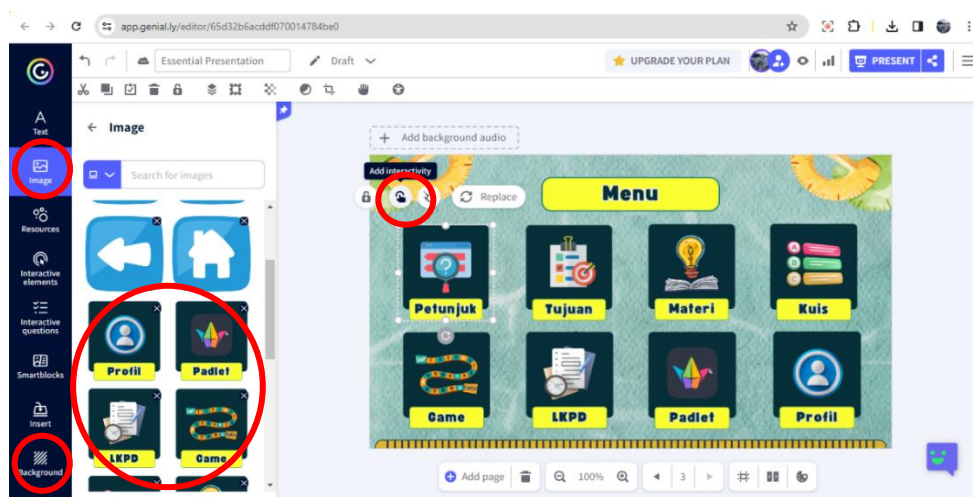 app.genial.ly/editor/65d32b6acddf070014784be0
Essential Presentation
Draft
UPGRADE YOUR PLAN
PRESENT
Text
Image
Resources
Interactive
elements
Interactive
questions
Smartblocks
Insert
Background
Image
Search for images
Profil
Padlet
LKPD
Game
Add background audio
Add interactivity
Replace
Menu
Petunjuk
Tujuan
Materi
Kuis
A
B
C
Game
LKPD
Padlet
Profil
Add page
100%
3